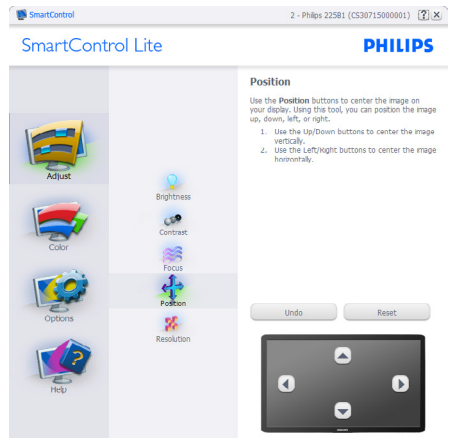 SmartControl
2 - Philips 225B1 (CS30715000001)
SmartControl Lite
PHILIPS
Adjust
Color
Options
Help
Brightness
Contrast
Focus
Position
Resolution
Position
Use the Position buttons to center the image on
your display. Using this tool, you can position the image
up, down, left, or right.
1. Use the Up/Down buttons to center the image
vertically.
2. Use the Left/Right buttons to center the image
horizontally.
Undo
Reset